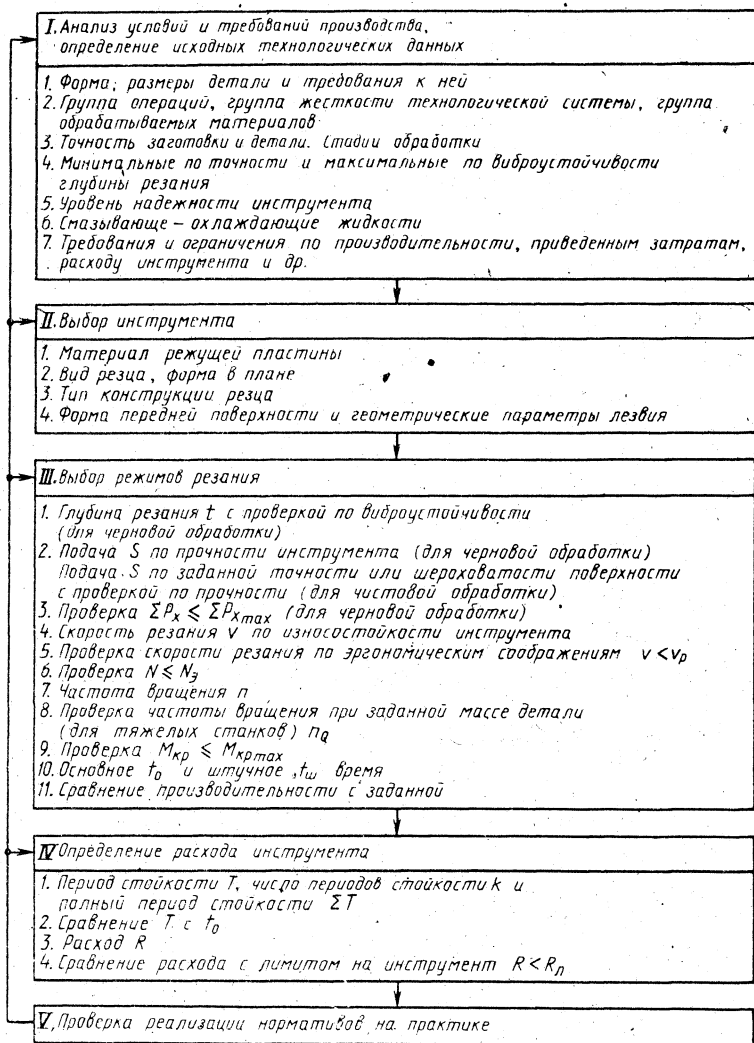 I. Анализ условий и требований производства,
определение исходных технологических данных
1. Форма, размеры детали и требования к ней
2. Группа операций, группа жесткости технологической системы, группа
обрабатываемых материалов
3. Точность заготовки и детали. Стадии обработки
4. Минимальные по точности и максимальные по виброустойчивости
глубины резания
5. Уровень надежности инструмента
6. Смазывающе - охлаждающие жидкости
7. Требования и ограничения по производительности, приведенным затратам,
расходу инструмента и др.
II. Выбор инструмента
1. Материал режущей пластины
2. Вид резца, форма в плане
3. Тип конструкции резца
4. Форма передней поверхности и геометрические параметры лезвия
III. Выбор режимов резания
1. Глубина резания t с проверкой по виброустойчивости
(для черновой обработки)
2. Подача S по прочности инструмента (для черновой обработки)
Подача S по заданной точности или шероховатости поверхности
с проверкой по прочности (для чистовой обработки)
3. Проверка ΣPx ⩽ ΣPxmax (для черновой обработки)
4. Скорость резания v по износостойкости инструмента
5. Проверка скорости резания по эргономическим соображениям v < vр
6. Проверка N ⩽ Nэ
7. Частота вращения n
8. Проверка частоты вращения при заданной массе детали
(для тяжелых станков) nQ
9. Проверка Mкр ⩽ Mкр max
10. Основное to и штучное tш время
11. Сравнение производительности с заданной
IV Определение расхода инструмента
1. Период стойкости T, число периодов стойкости k и
полный период стойкости ΣT
2. Сравнение T с to
3. Расход R
4. Сравнение расхода с лимитом на инструмент R < Rл
V. Проверка реализации нормативов на практике